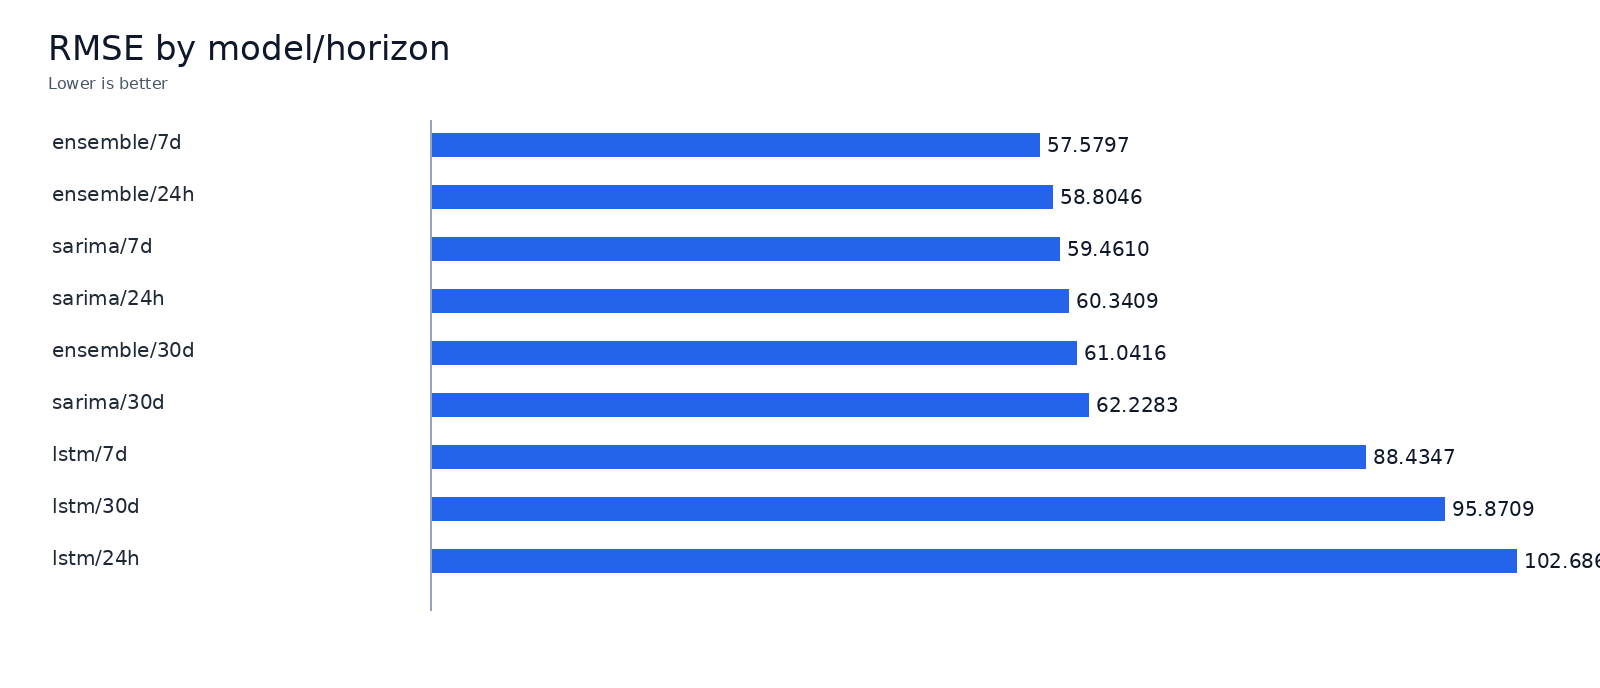 RMSE by model/horizon
Lower is better
ensemble/7d 57.5797
ensemble/24h 58.8046
sarima/7d 59.4610
sarima/24h 60.3409
ensemble/30d 61.0416
sarima/30d 62.2283
lstm/7d 88.4347
lstm/30d 95.8709
lstm/24h 102.686